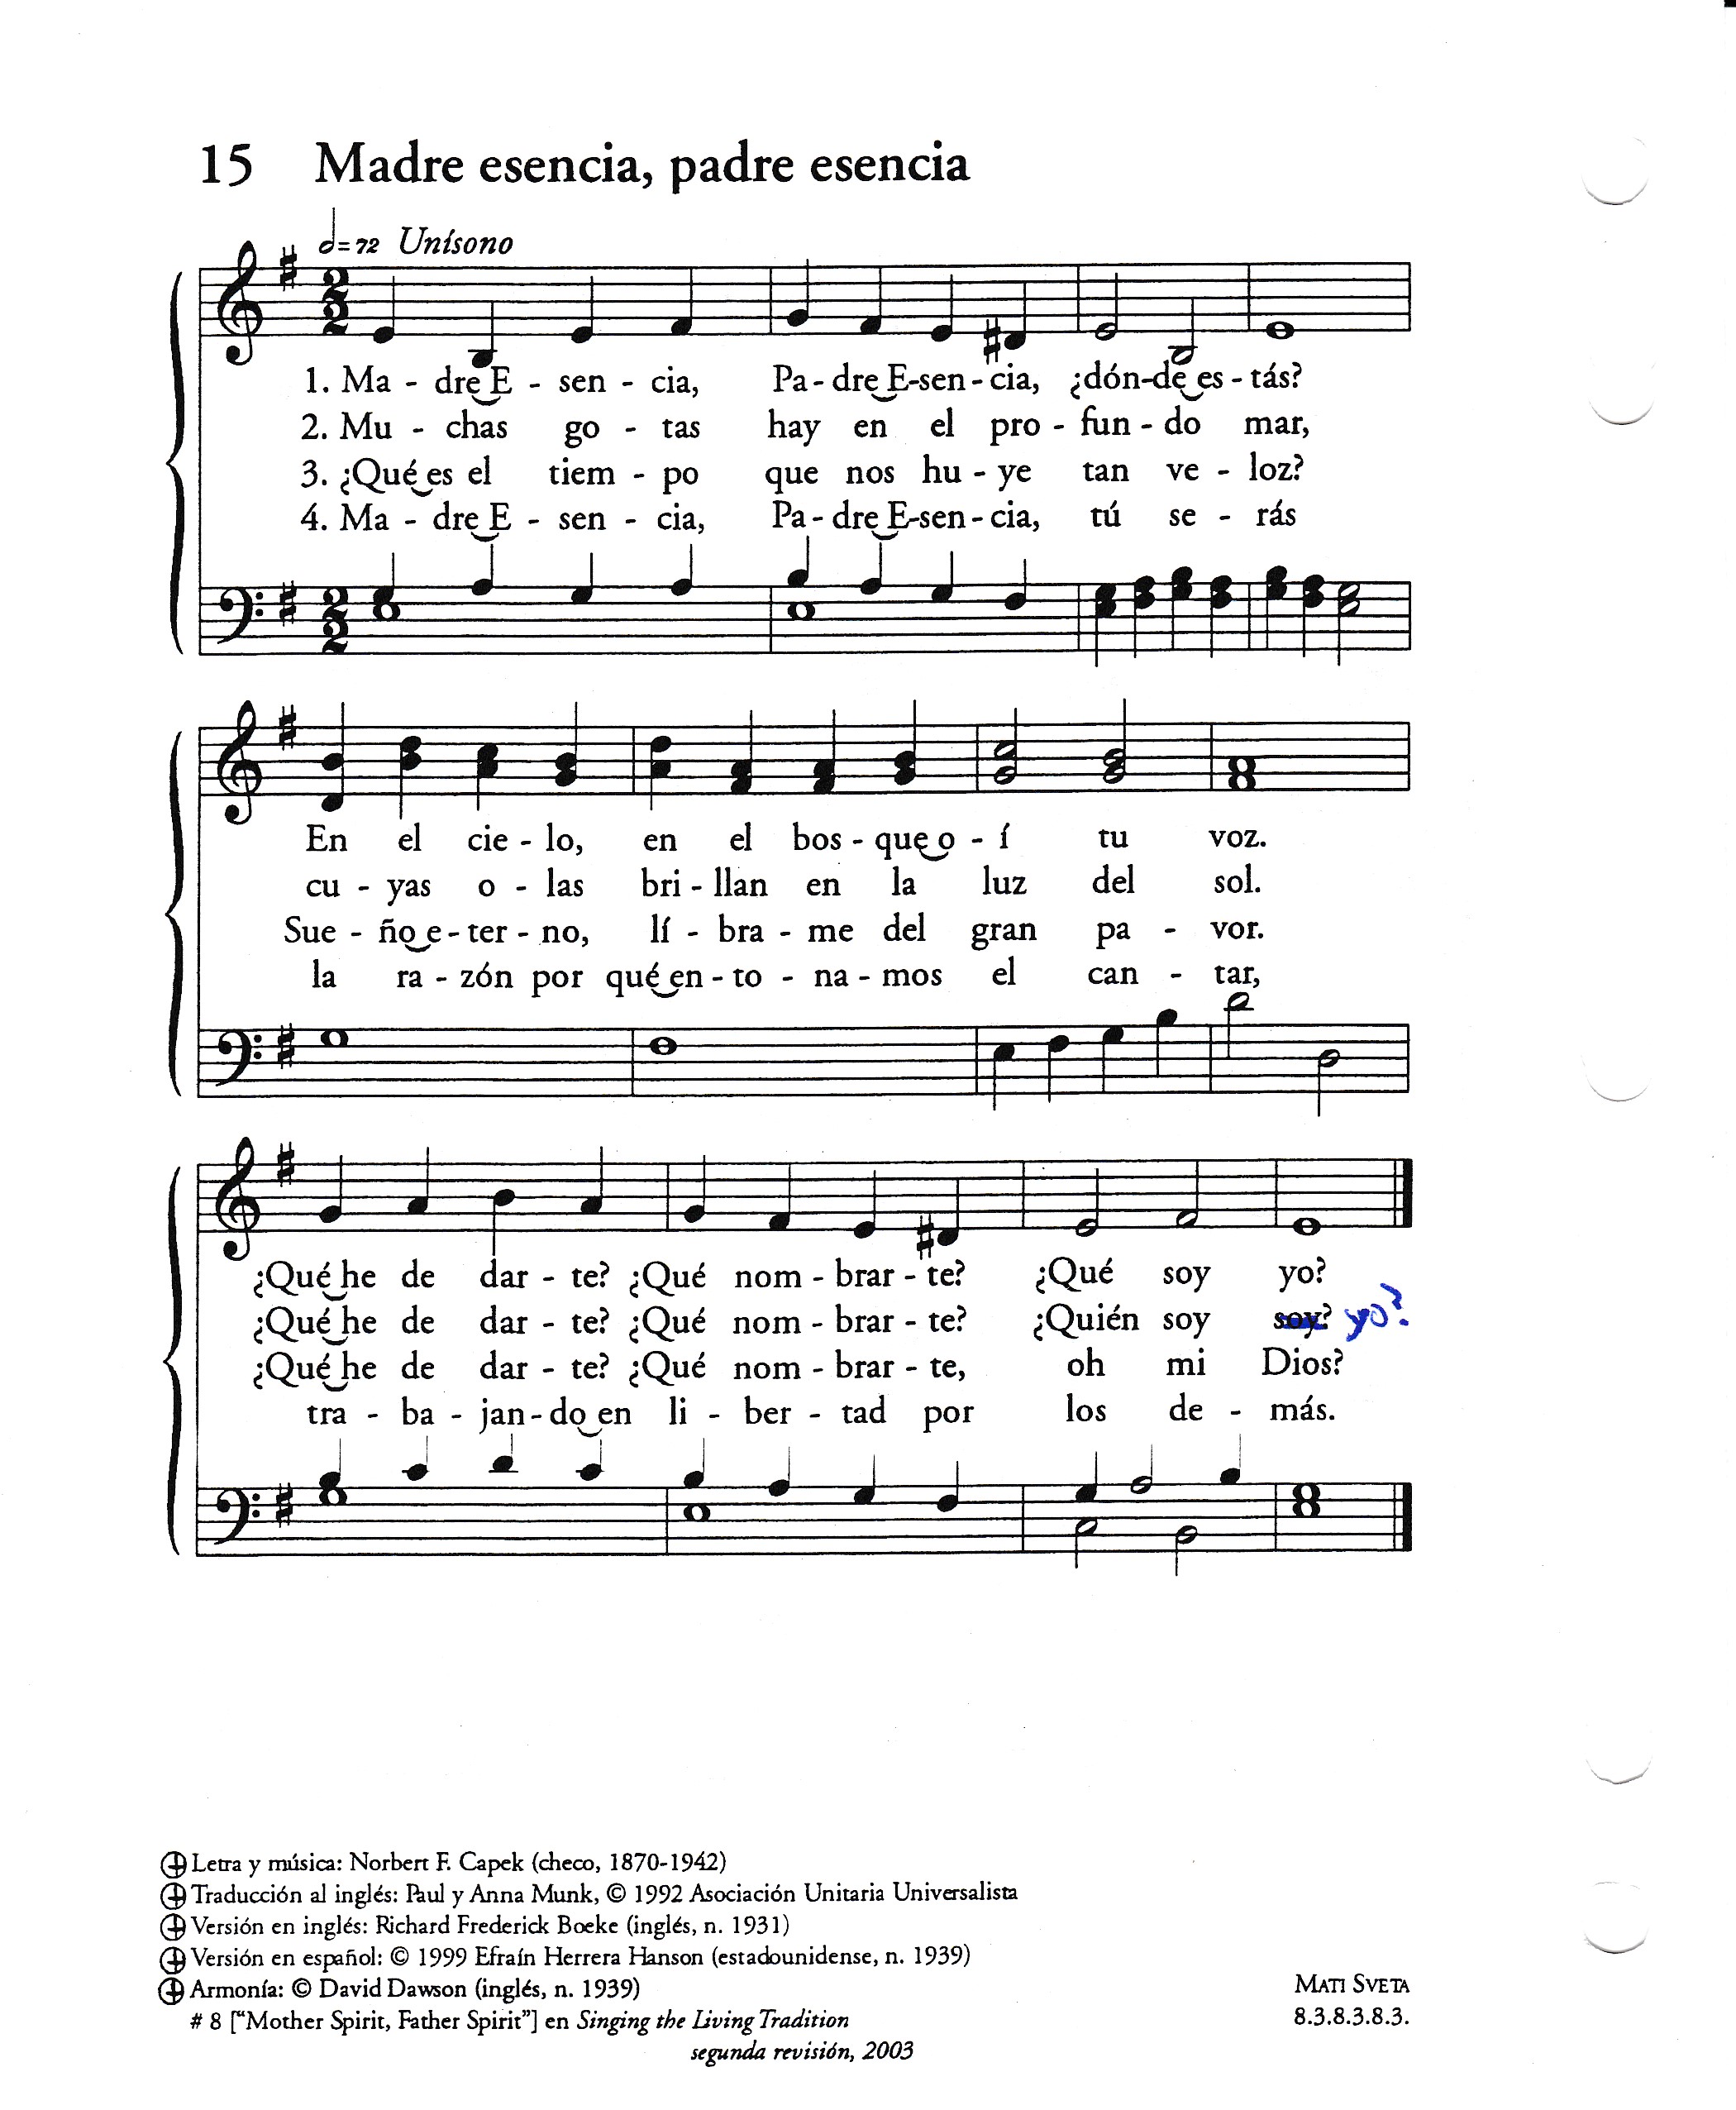 15 Madre esencia, padre esencia
=72 Unísono
1. Ma - dre‿E - sen - cia, Pa - dre‿E-sen - cia, ¿dón-de‿es - tás?
2. Mu - chas go - tas hay en el pro - fun - do mar,
3. ¿Qué‿es el tiem - po que nos hu - ye tan ve - loz?
4. Ma - dre‿E - sen - cia, Pa - dre‿E-sen - cia, tú se - rás
En el cie - lo, en el bos - que‿o - í tu voz.
cu - yas o - las bri - llan en la luz del sol.
Sue - ño‿e - ter - no, lí - bra - me del gran pa - vor.
la ra - zón por qué‿en - to - na - mos el can - tar,
¿Qué‿he de dar - te? ¿Qué nom - brar - te? ¿Qué soy yo?
¿Qué‿he de dar - te? ¿Qué nom - brar - te? ¿Quién soy soy? yo?
¿Qué‿he de dar - te? ¿Qué nom - brar - te, oh mi Dios?
tra - ba - jan - do‿en li - ber - tad por los de - más.
Letra y música: Norbert F. Capek (checo, 1870-1942)
Traducción al inglés: Paul y Anna Munk, © 1992 Asociación Unitaria Universalista
Versión en inglés: Richard Frederick Boeke (inglés, n. 1931)
Versión en español: © 1999 Efraín Herrera Hanson (estadounidense, n. 1939)
Armonía: © David Dawson (inglés, n. 1939)
# 8 [“Mother Spirit, Father Spirit”] en Singing the Living Tradition
segunda revisión, 2003
MATI SVETA
8.3.8.3.8.3.